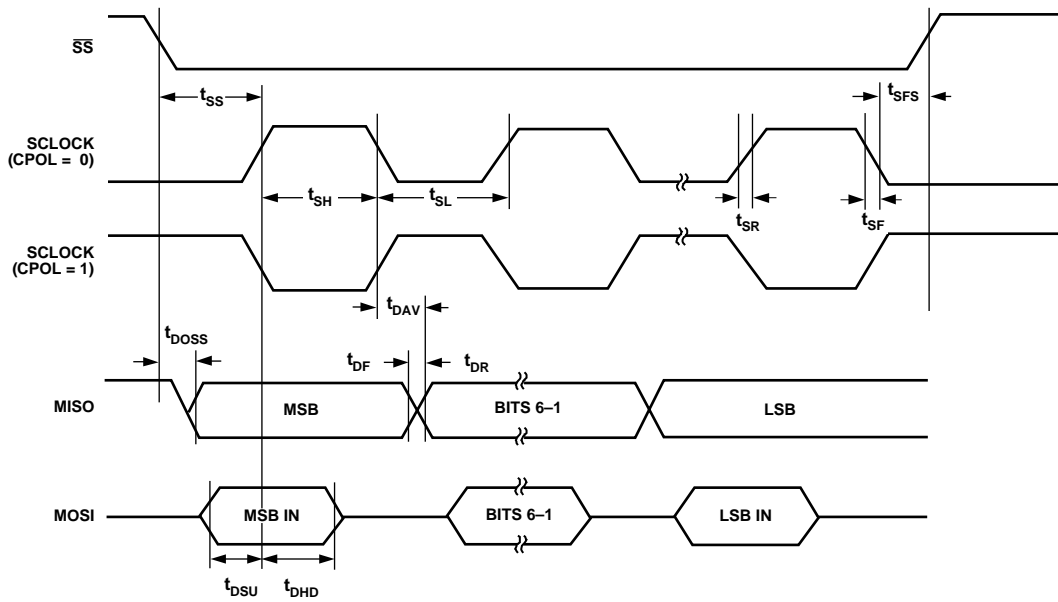 SS
tSS
tSFS
SCLOCK
(CPOL = 0)
tSH
tSL
tSR
tSF
SCLOCK
(CPOL = 1)
tDAV
tDOSS
tDF
tDR
MISO
MSB
BITS 6–1
LSB
MOSI
MSB IN
BITS 6–1
LSB IN
tDSU
tDHD